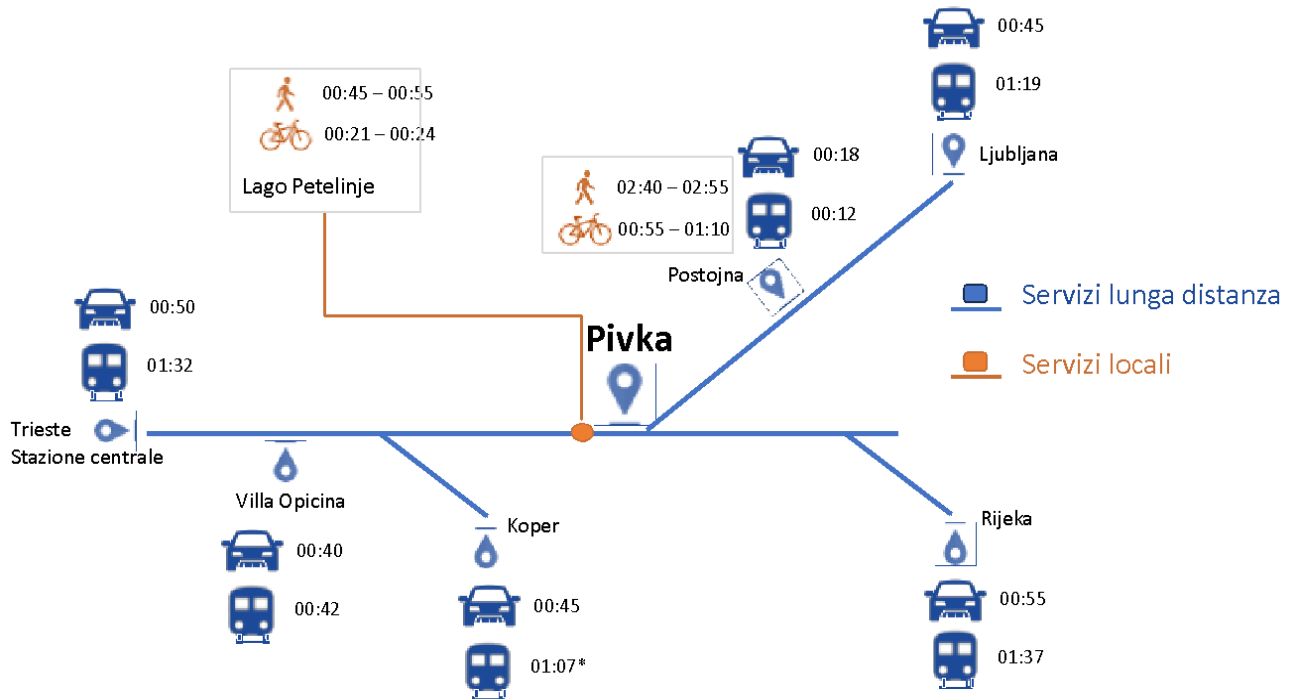 00:45
01:19
Ljubljana
00:45 – 00:55
00:21 – 00:24
Lago Petelinje
00:18
00:12
02:40 – 02:55
00:55 – 01:10
Postojna
Servizi lunga distanza
Servizi locali
00:50
01:32
Pivka
Trieste
Stazione centrale
Villa Opicina
00:40
00:42
Koper
00:45
01:07*
Rijeka
00:55
01:37